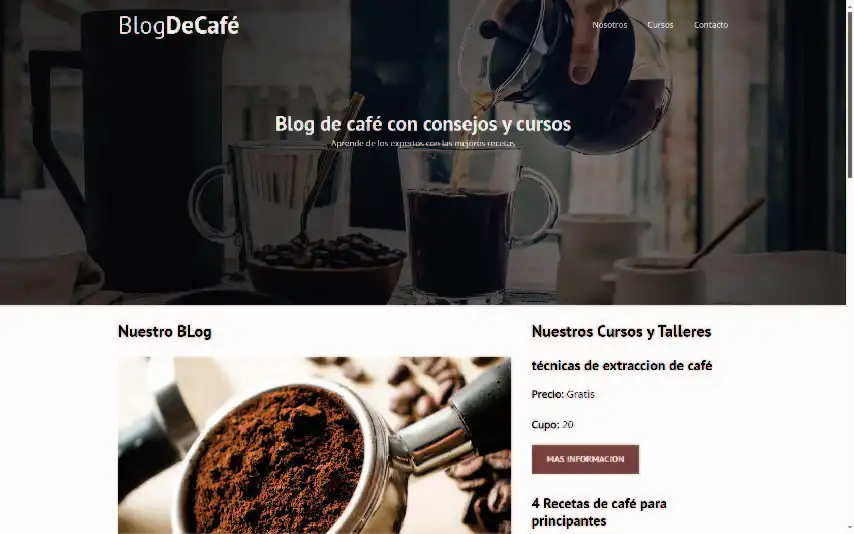 BlogDeCafé
Nosotros Cursos Contacto
Blog de café con consejos y cursos
Aprende de los expertos con las mejores recetas
Nuestro BLog
Nuestros Cursos y Talleres
técnicas de extraccion de café
Precio: Gratis
Cupo: 20
MAS INFORMACION
4 Recetas de café para
principantes